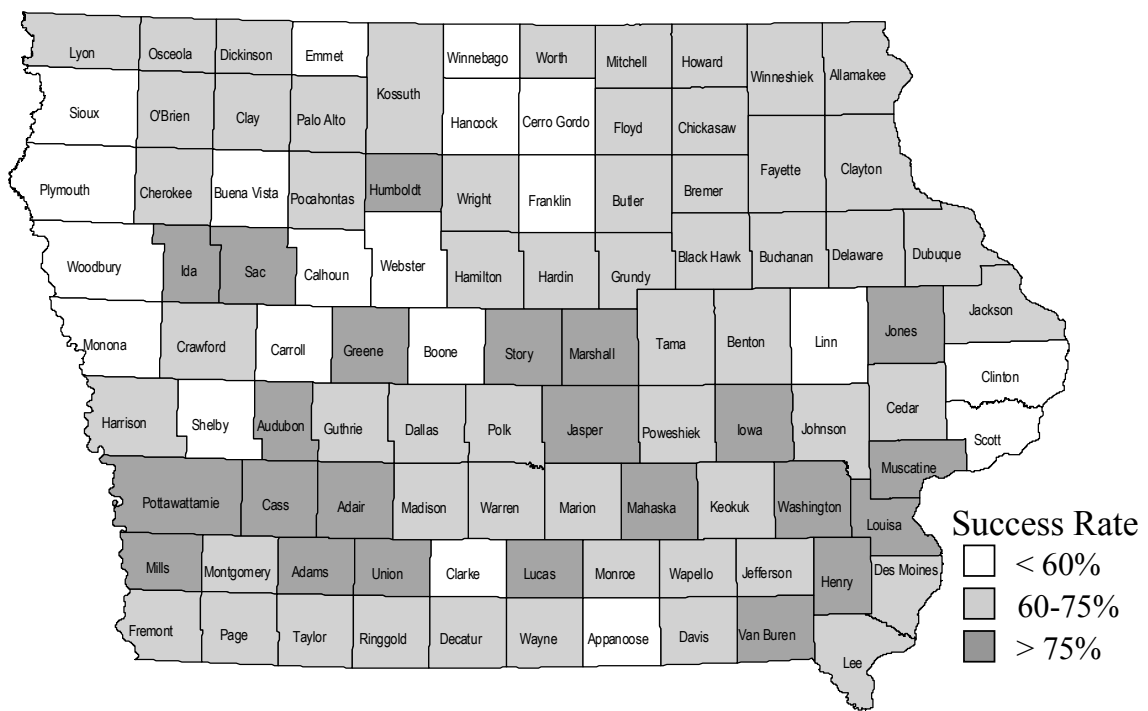 Lyon Osceola Dickinson Emmet Winnebago Worth Mitchell Howard Winneshiek Allamakee
Kossuth
Sioux O'Brien Clay Palo Alto Hancock Cerro Gordo Floyd Chickasaw
Fayette Clayton
Plymouth Cherokee Buena Vista Pocahontas Humboldt Wright Franklin Butler Bremer
Woodbury Ida Sac Calhoun Webster Hamilton Hardin Grundy Black Hawk Buchanan Delaware Dubuque
Jackson
Monona Crawford Carroll Greene Boone Story Marshall Tama Benton Linn Jones
Clinton
Harrison Shelby Audubon Guthrie Dallas Polk Jasper Poweshiek Iowa Johnson Cedar
Scott
Muscatine
Pottawattamie Cass Adair Madison Warren Marion Mahaska Keokuk Washington
Louisa
Mills Montgomery Adams Union Clarke Lucas Monroe Wapello Jefferson Henry Des Moines
Fremont Page Taylor Ringgold Decatur Wayne Appanoose Davis Van Buren
Lee
Success Rate
< 60%
60-75%
> 75%